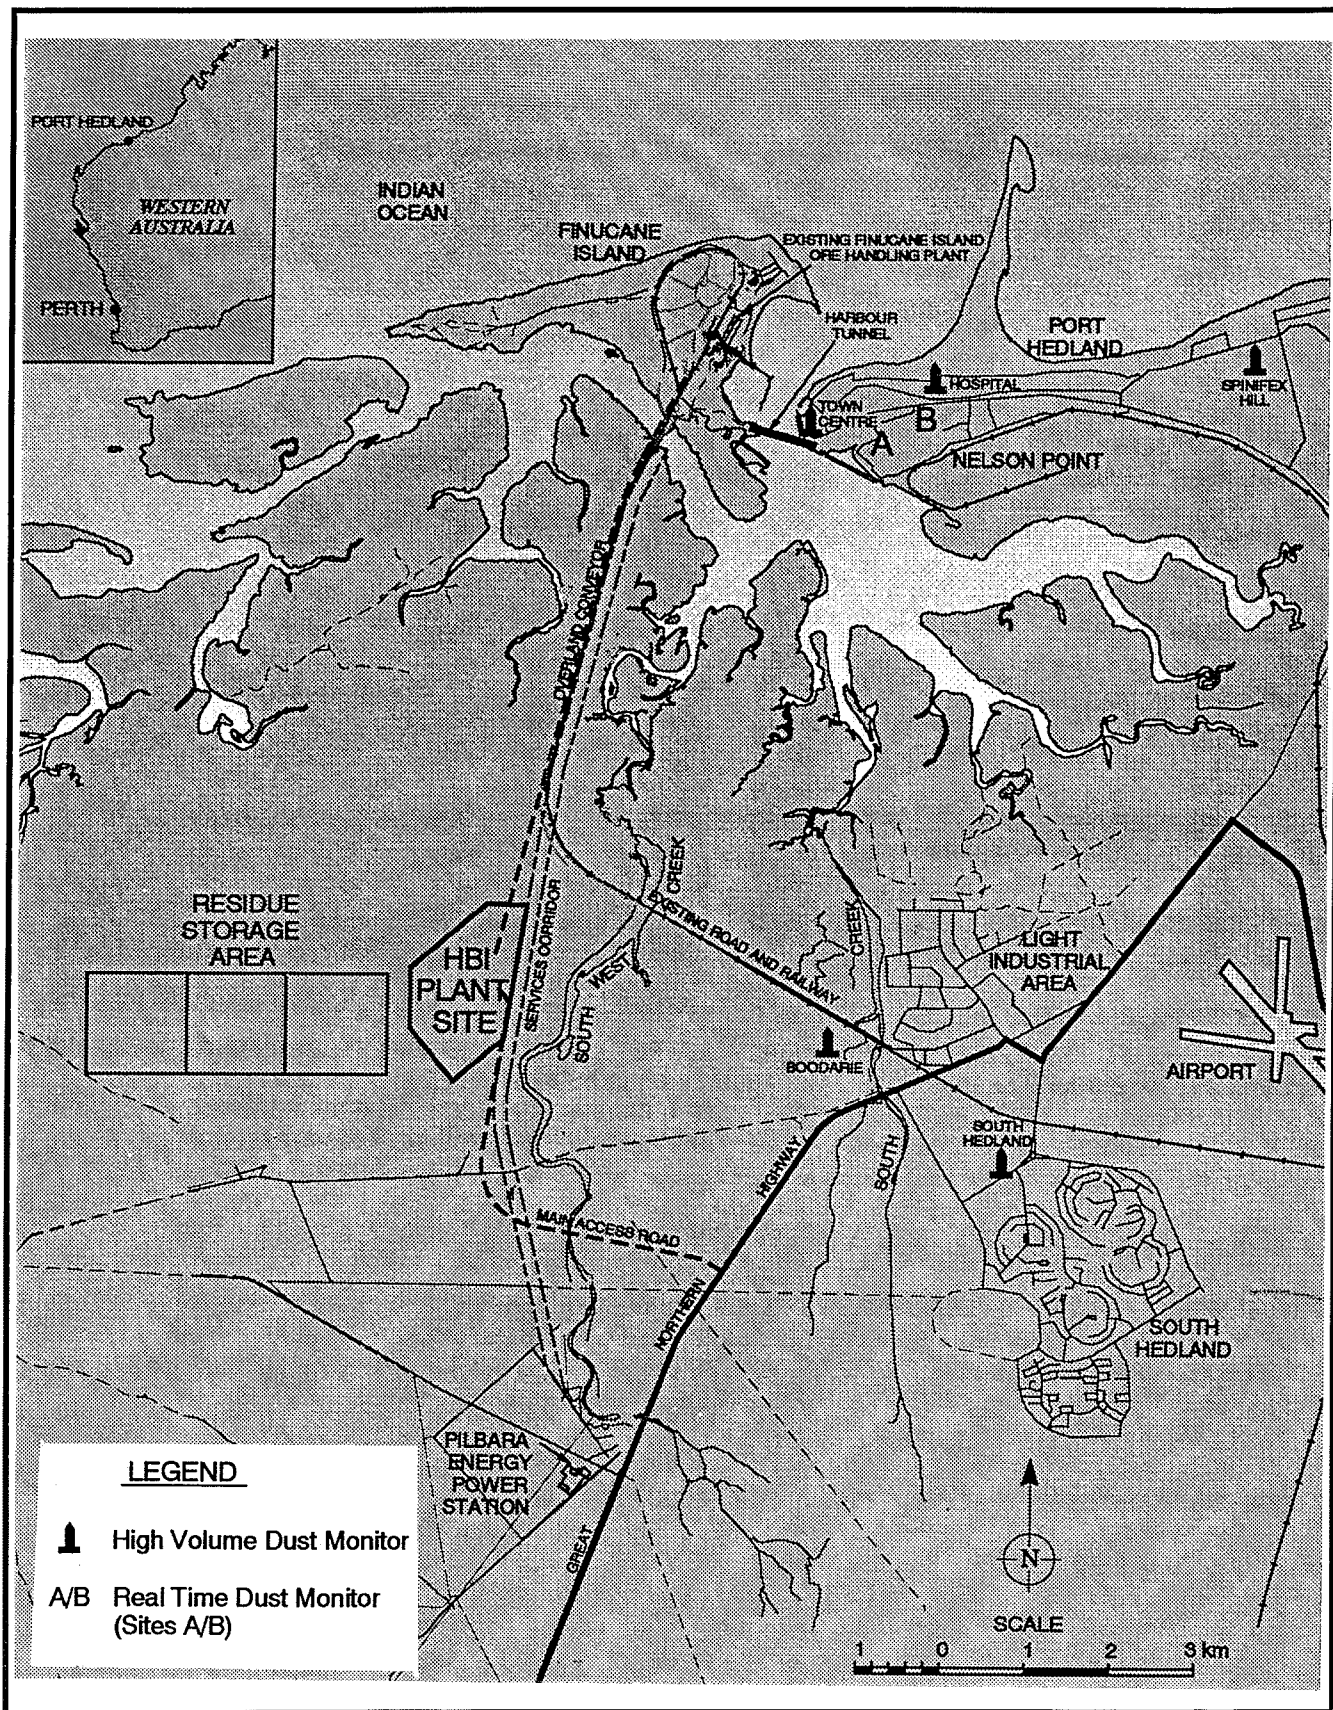 PORT HEDLAND
WESTERN
AUSTRALIA
PERTH
INDIAN
OCEAN
FINUCANE
ISLAND
EXISTING FINUCANE ISLAND
ORE HANDLING PLANT
HARBOUR
TUNNEL
PORT
HEDLAND
HOSPITAL
SPINIFEX
HILL
TOWN
CENTRE
A
B
NELSON POINT
OVERLAND CONVEYOR
CREEK
EXISTING ROAD AND RAILWAY
SERVICES CORRIDOR
RESIDUE
STORAGE
AREA
HBI
PLANT
SITE
WEST
SOUTH
CREEK
LIGHT
INDUSTRIAL
AREA
BOODARIE
AIRPORT
SOUTH
HEDLAND
HIGHWAY
SOUTH
MAIN ACCESS ROAD
NORTHERN
SOUTH
HEDLAND
PILBARA
ENERGY
POWER
STATION
GREAT
LEGEND
High Volume Dust Monitor
A/B Real Time Dust Monitor
(Sites A/B)
N
SCALE
1 0 1 2 3 km